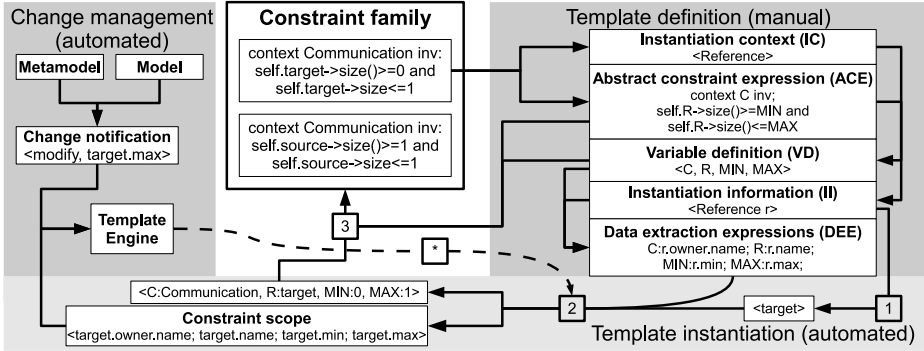 Change management
(automated)
Metamodel
Model
Change notification
<modify, target.max>
Template
Engine
Constraint family
context Communication inv:
self.target->size()>=0 and
self.target->size<=1
context Communication inv:
self.source->size()>=1 and
self.source->size<=1
3
*
Template definition (manual)
Instantiation context (IC)
<Reference>
Abstract constraint expression (ACE)
context C inv;
self.R->size()>=MIN and
self.R->size()<=MAX
Variable definition (VD)
<C, R, MIN, MAX>
Instantiation information (II)
<Reference r>
Data extraction expressions (DEE)
C:r.owner.name; R:r.name;
MIN:r.min; MAX:r.max;
<C:Communication, R:target, MIN:0, MAX:1>
Constraint scope
<target.owner.name; target.name; target.min; target.max>
2
<target>
1
Template instantiation (automated)